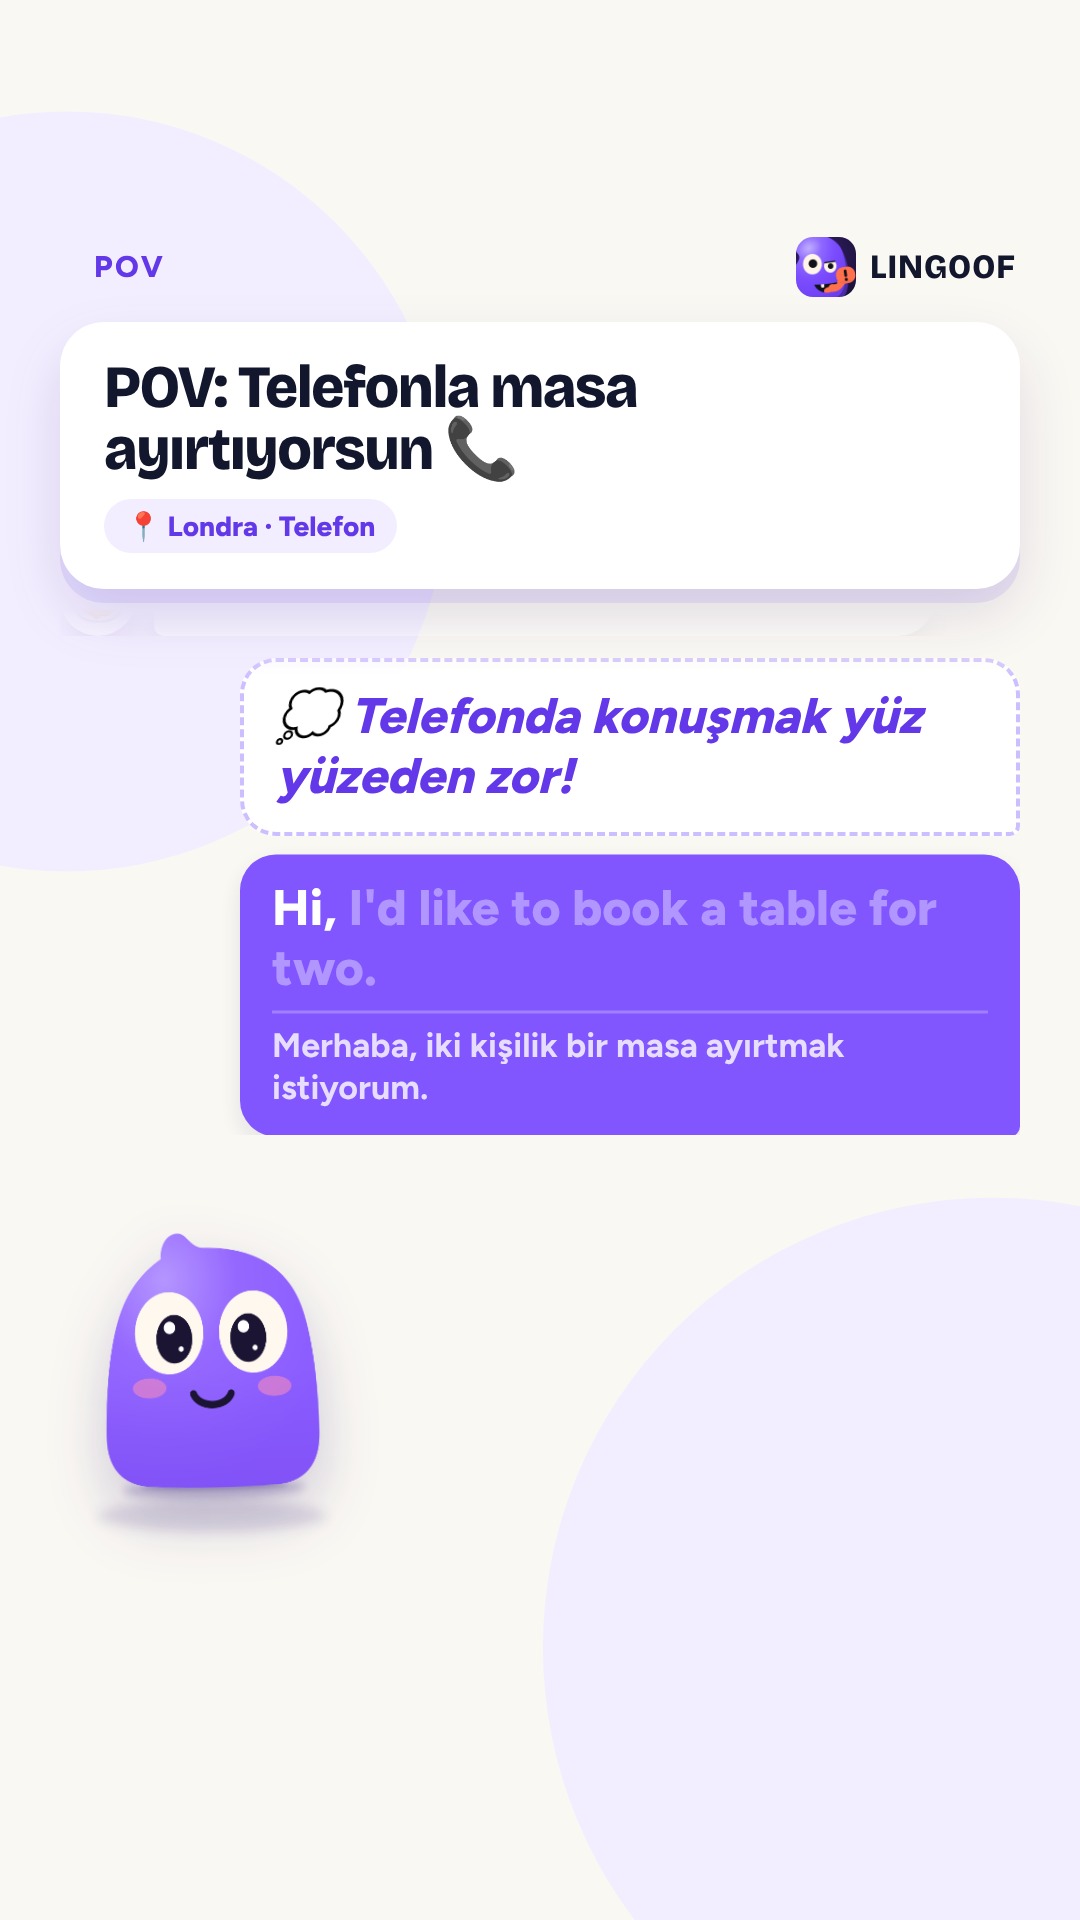 POV
LINGOOF
POV: Telefonla masa
ayırtıyorsun 📞
📍 Londra · Telefon
💭 Telefonda konuşmak yüz
yüzeden zor!
Hi, I'd like to book a table for
two.
Merhaba, iki kişilik bir masa ayırtmak
istiyorum.